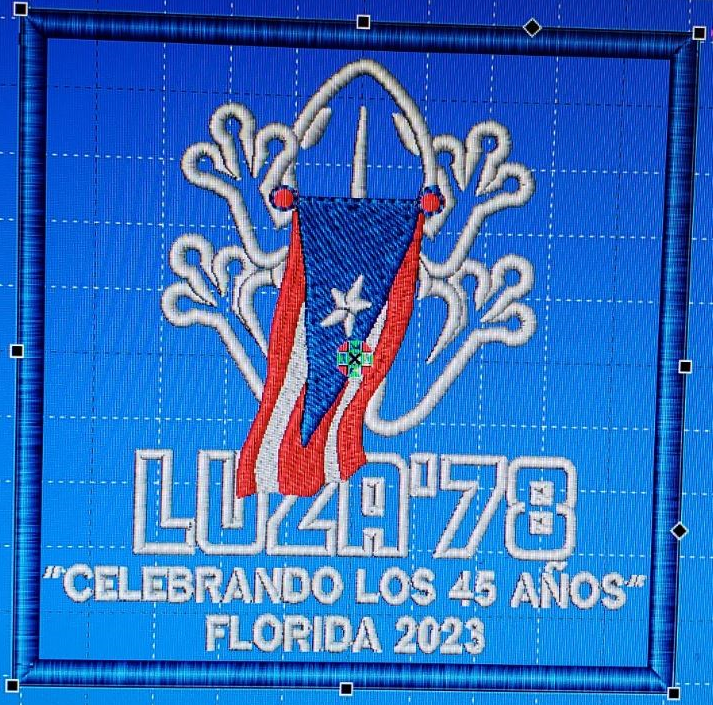 LUZA'78
"CELEBRANDO LOS 45 AÑOS"
FLORIDA 2023